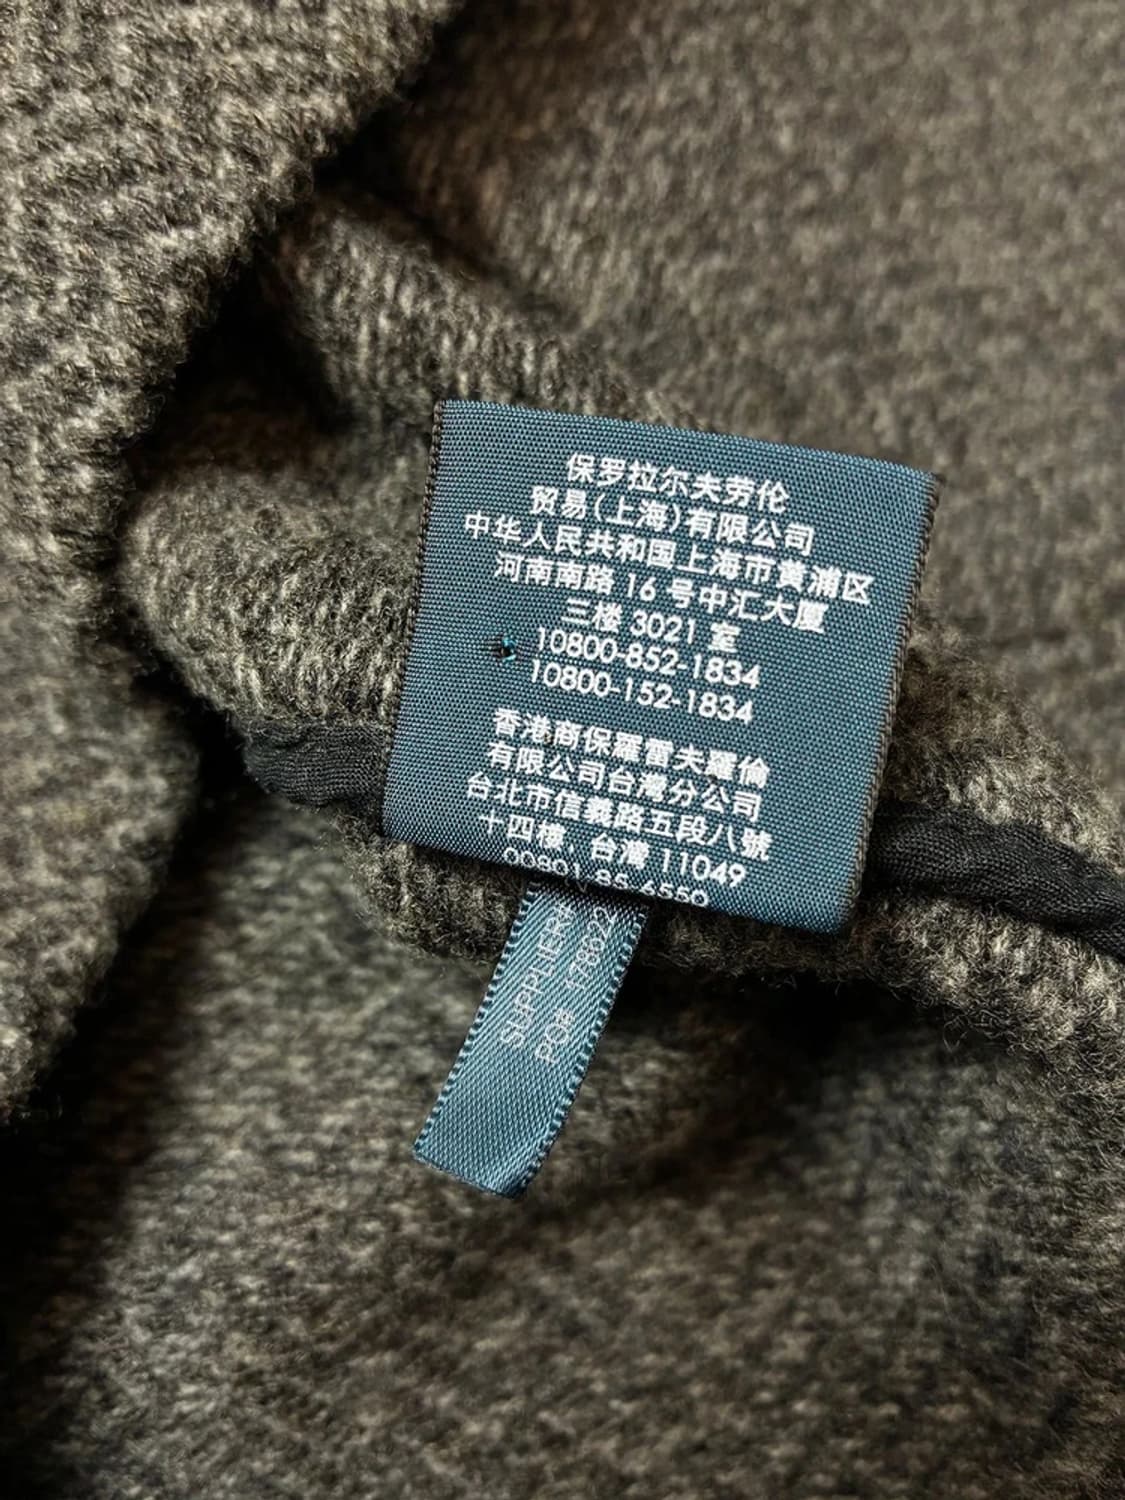 保罗拉尔夫劳伦
贸易(上海)有限公司
中华人民共和国上海市黄浦区
河南南路 16 号中汇大厦
三楼 3021 室
10800-852-1834
10800-152-1834
香港商保羅雷夫羅倫
有限公司台灣分公司
台北市信義路五段八號
十四樓, 台灣 11049
SUPPLIER#
PO#